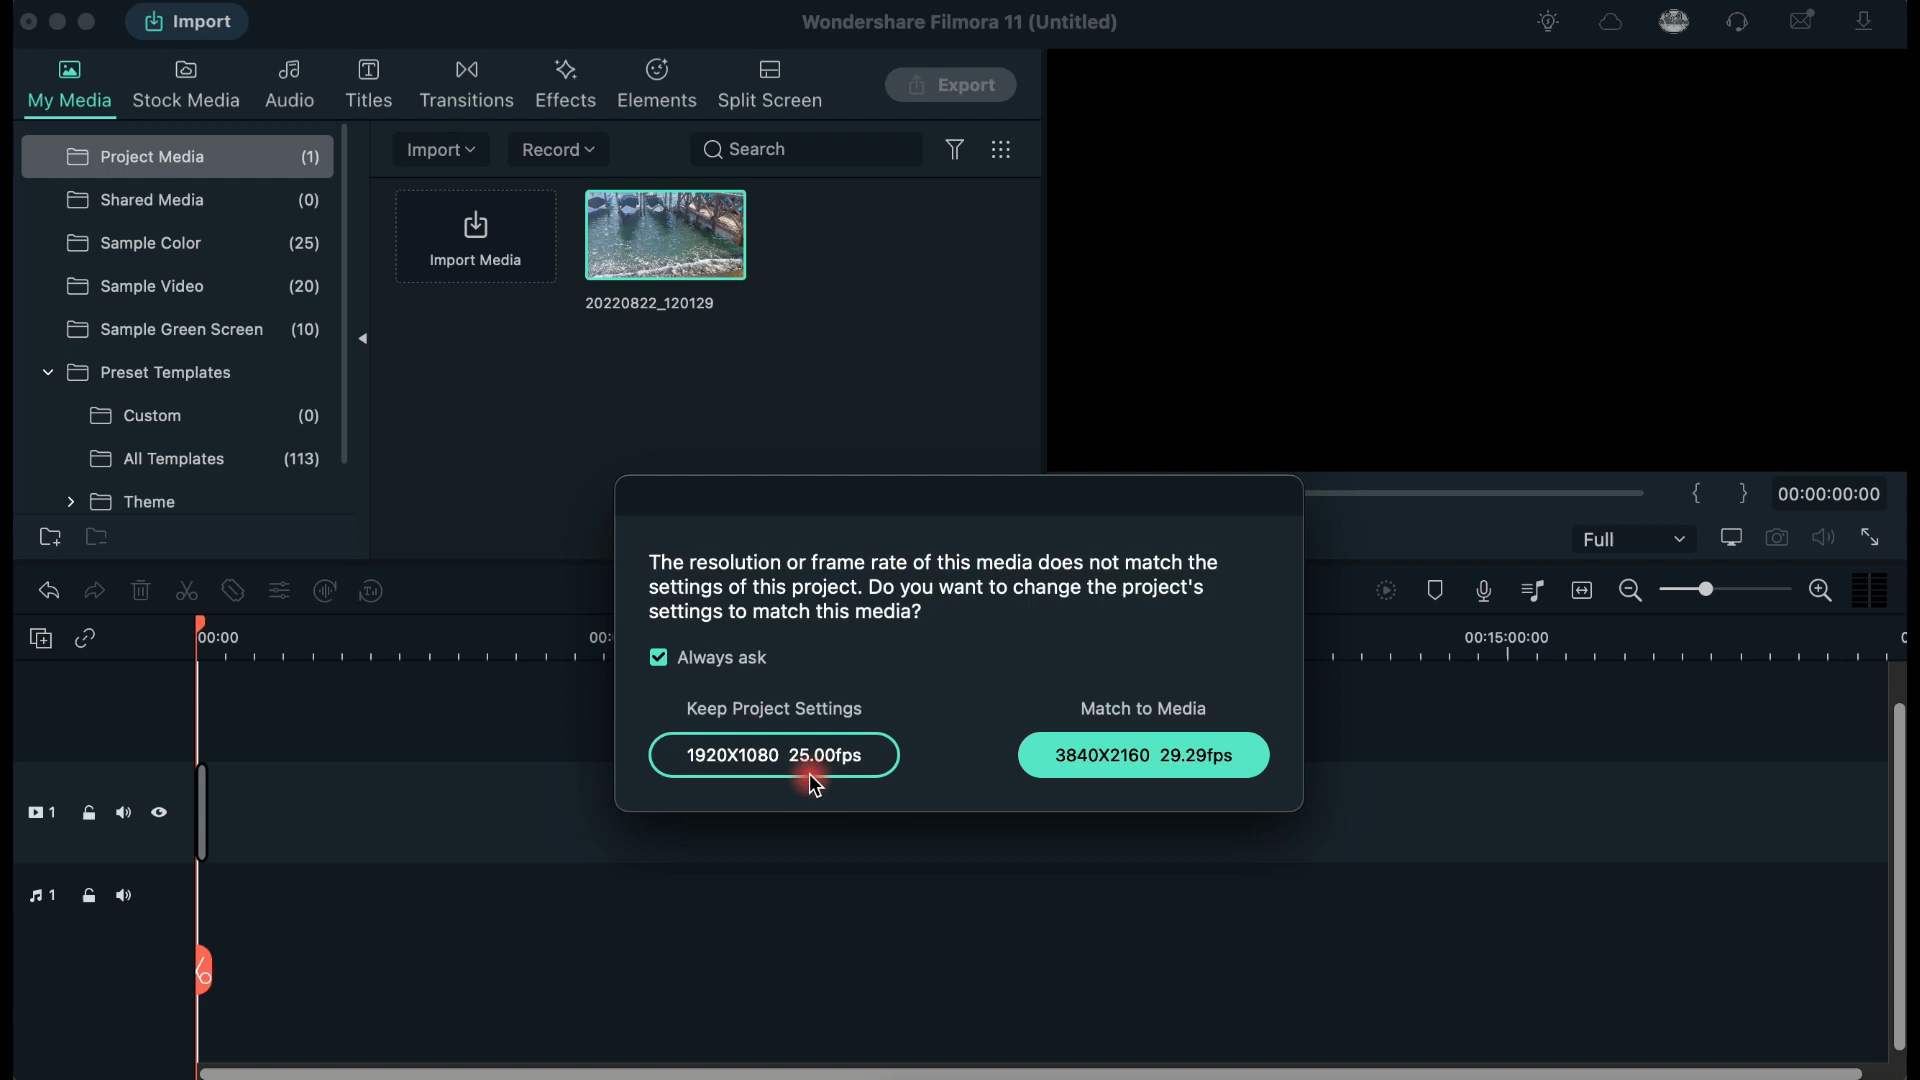 Import
Wondershare Filmora 11 (Untitled)
My Media
Stock Media
Audio
Titles
Transitions
Effects
Elements
Split Screen
Export
Project Media (1)
Shared Media (0)
Sample Color (25)
Sample Video (20)
Sample Green Screen (10)
Preset Templates
Custom (0)
All Templates (113)
Theme
Import
Record
Search
Import Media
20220822_120129
{ } 00:00:00:00
Full
00:00
00:
00:15:00:00
The resolution or frame rate of this media does not match the
settings of this project. Do you want to change the project's
settings to match this media?
Always ask
Keep Project Settings
Match to Media
1920X1080 25.00fps
3840X2160 29.29fps
1
1